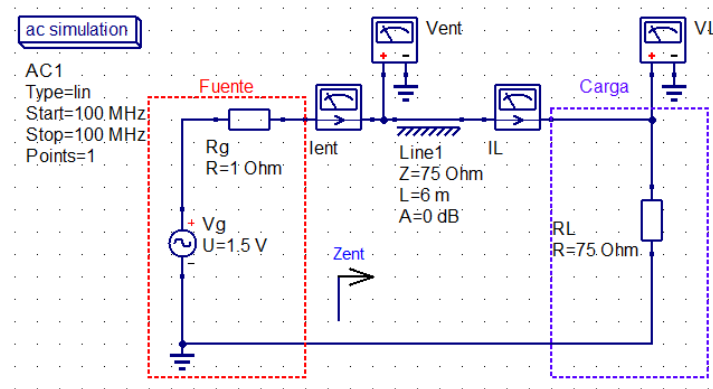 ac simulation
AC1
Type=lin
Start=100 MHz
Stop=100 MHz
Points=1
Fuente
Rg
R=1 Ohm
Vg
U=1.5 V
Ient
Vent
Line1
Z=75 Ohm
L=6 m
A=0 dB
IL
Zent
VL
Carga
RL
R=75 Ohm